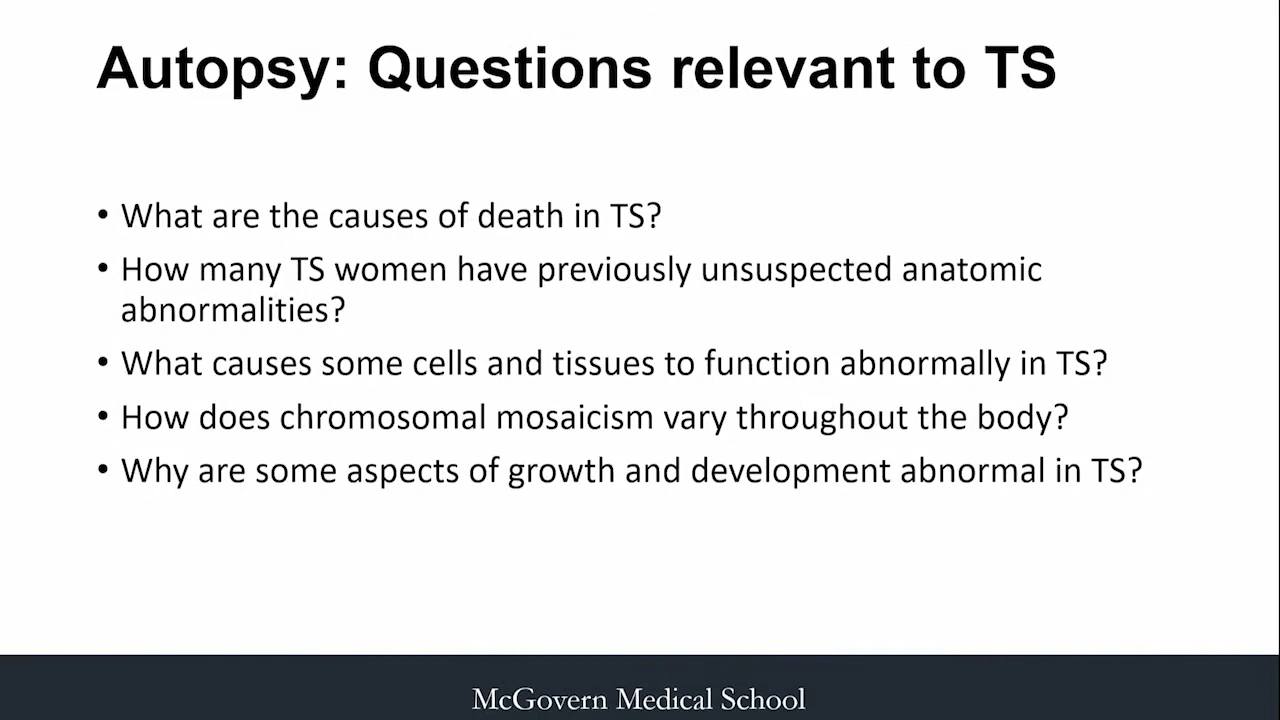 Autopsy: Questions relevant to TS
• What are the causes of death in TS?
• How many TS women have previously unsuspected anatomic
abnormalities?
• What causes some cells and tissues to function abnormally in TS?
• How does chromosomal mosaicism vary throughout the body?
• Why are some aspects of growth and development abnormal in TS?
McGovern Medical School